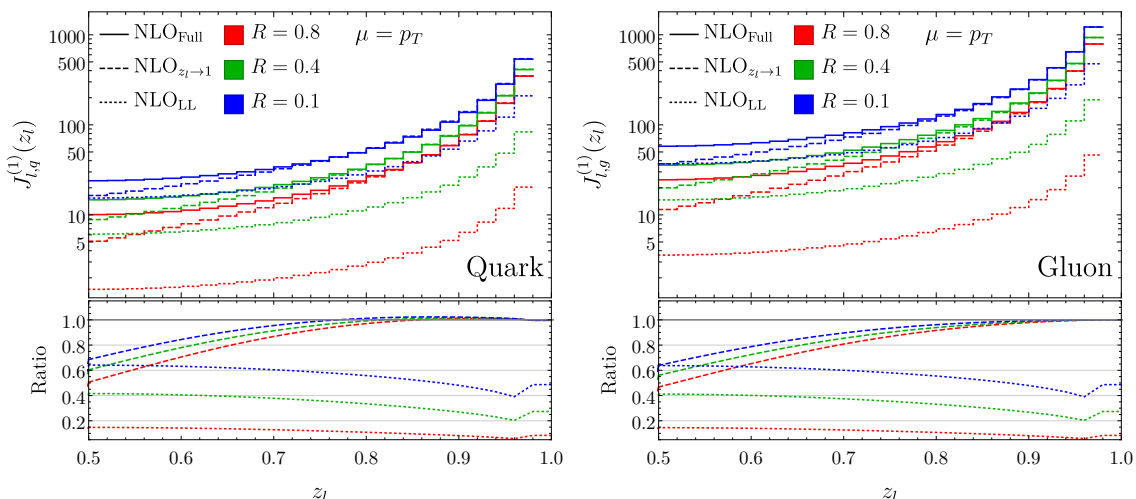 NLO_Full R = 0.8 μ = p_T
NLO_{z_l→1} R = 0.4
NLO_LL R = 0.1
1000
500
100
50
10
5
J_{l,q}^{(1)}(z_l)
Quark
1.0
0.8
0.6
0.4
0.2
Ratio
0.5 0.6 0.7 0.8 0.9 1.0
z_l
NLO_Full R = 0.8 μ = p_T
NLO_{z_l→1} R = 0.4
NLO_LL R = 0.1
1000
500
100
50
10
5
J_{l,g}^{(1)}(z_l)
Gluon
1.0
0.8
0.6
0.4
0.2
Ratio
0.5 0.6 0.7 0.8 0.9 1.0
z_l